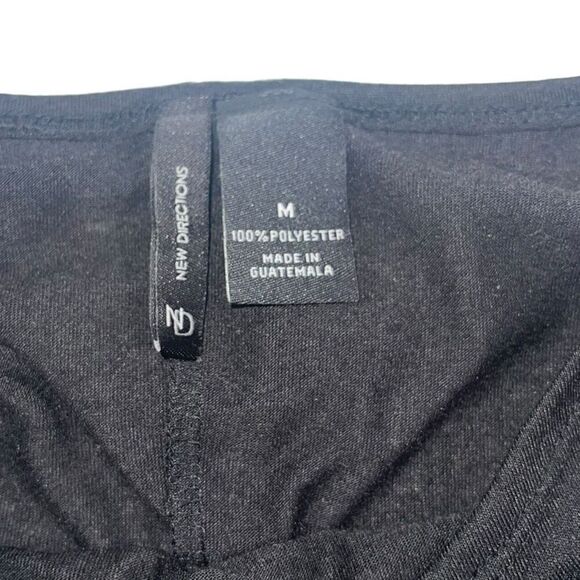 NEW DIRECTIONS
ND
M
100% POLYESTER
MADE IN
GUATEMALA